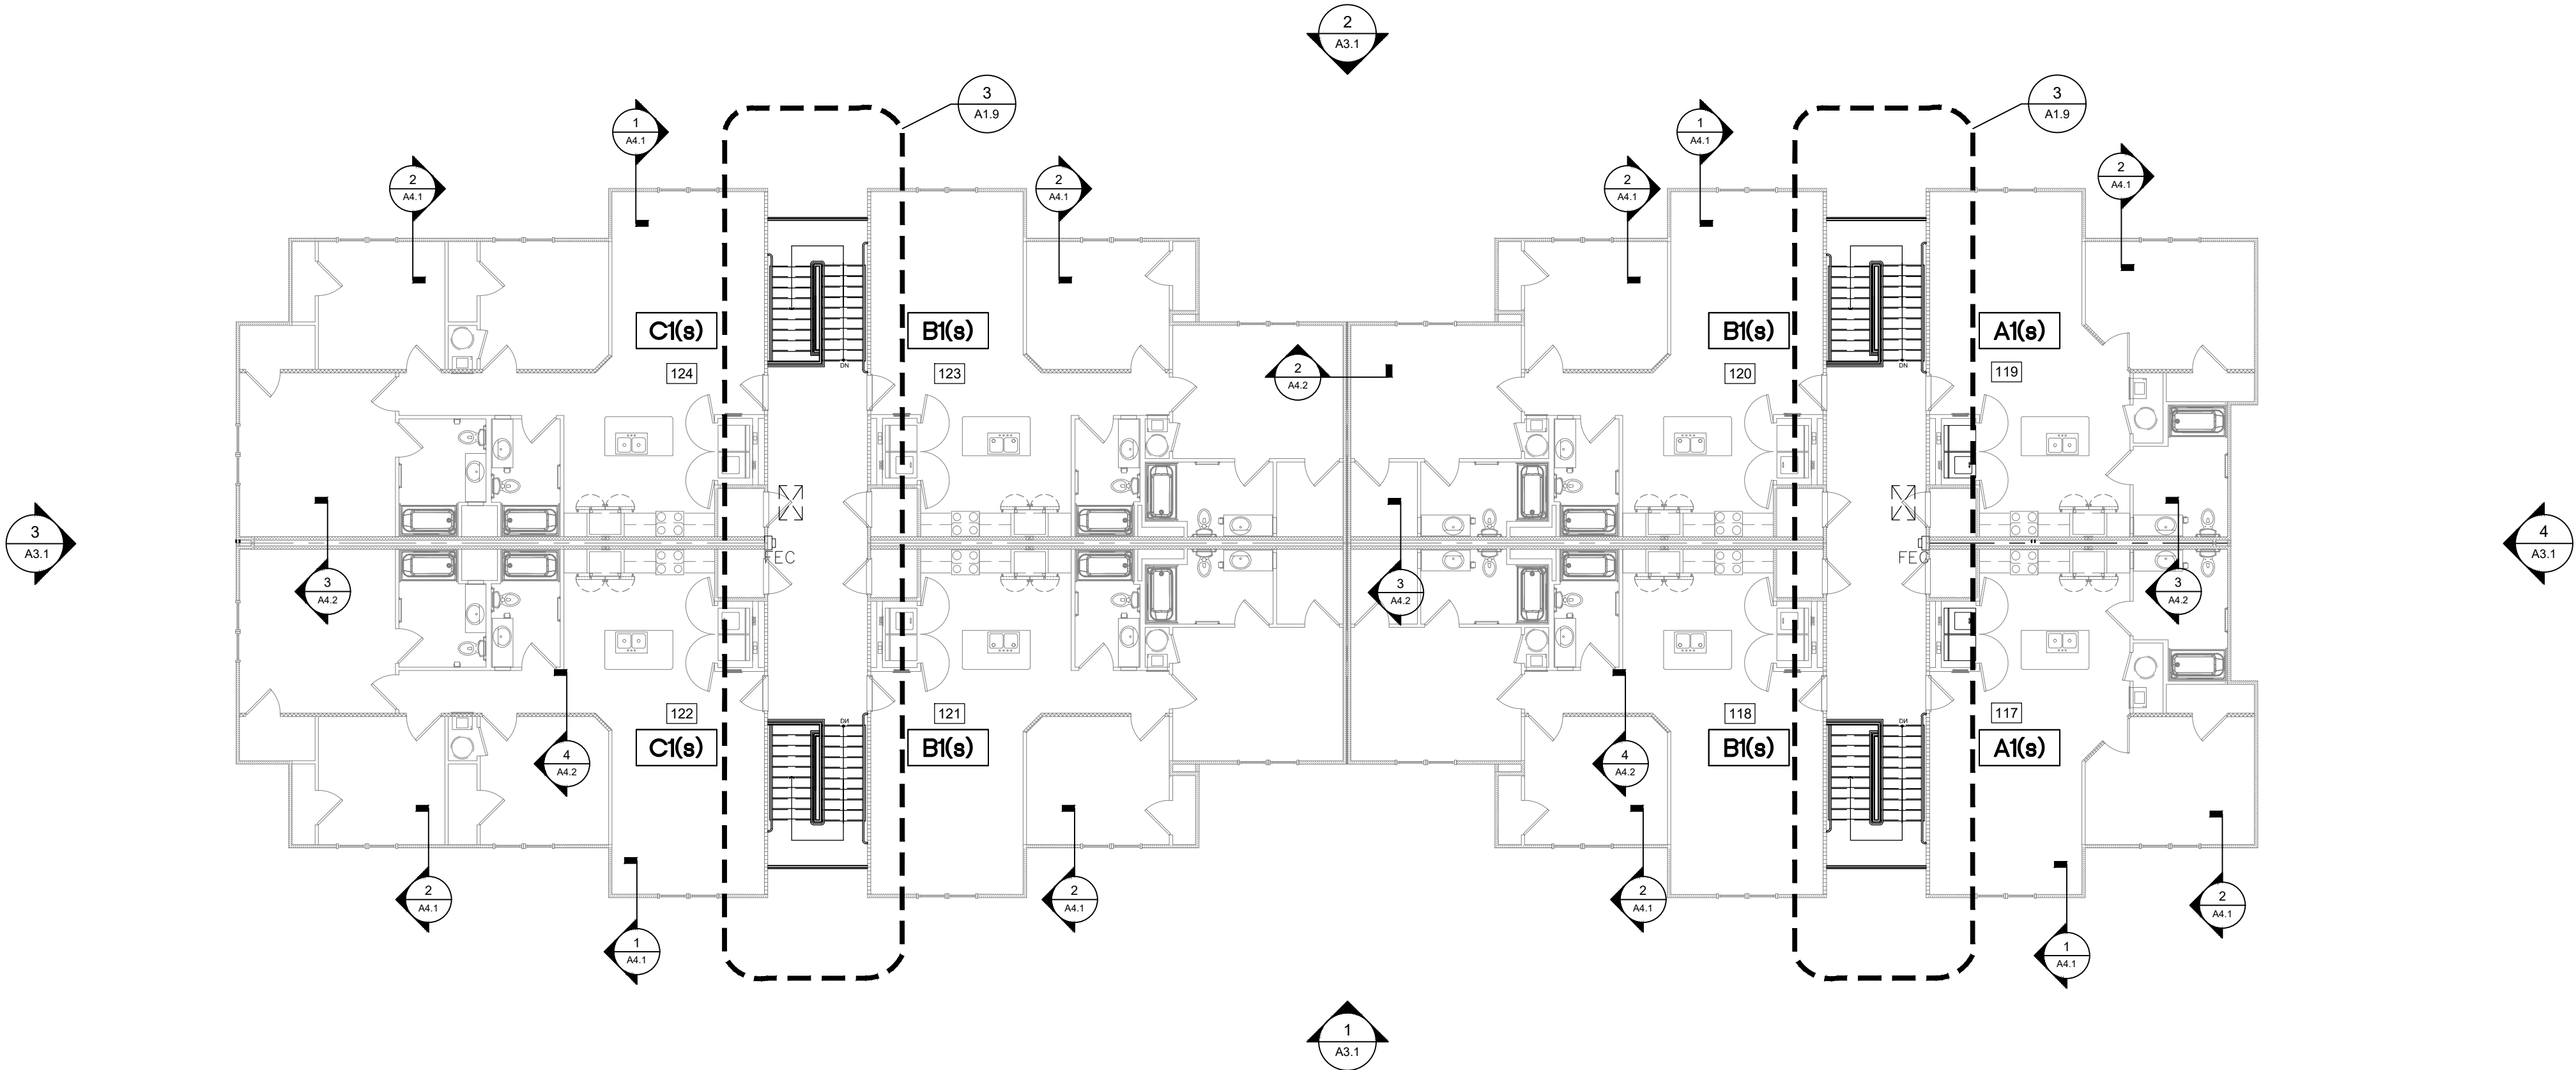 2
A3.1
3
A1.9
3
A1.9
1
A4.1
1
A4.1
2
A4.1
2
A4.1
2
A4.1
2
A4.1
C1(s)
B1(s)
B1(s)
A1(s)
DN
DN
124
123
2
A4.2
120
119
3
A3.1
FEC
FEC
4
A3.1
3
A4.2
3
A4.2
3
A4.2
122
121
118
117
DN
DN
C1(s)
B1(s)
B1(s)
A1(s)
4
A4.2
4
A4.2
2
A4.1
2
A4.1
2
A4.1
2
A4.1
1
A4.1
1
A4.1
1
A3.1